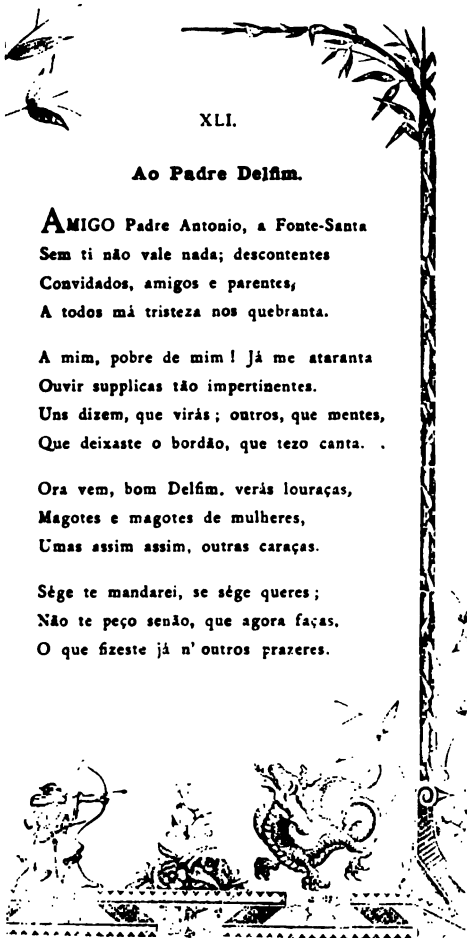 XLI.
Ao Padre Delfim.
AMIGO Padre Antonio, a Fonte-Santa
Sem ti não vale nada; descontentes
Convidados, amigos e parentes,
A todos má tristeza nos quebranta.
A mim, pobre de mim! Já me ataranta
Ouvir supplicas tão impertinentes.
Uns dizem, que virás; outros, que mentes,
Que deixaste o bordão, que tezo canta. .
Ora vem, bom Delfim. verás louraças,
Magotes e magotes de mulheres,
Umas assim assim, outras caraças.
Sége te mandarei, se sége queres;
Não te peço senão, que agora faças,
O que fizeste já n'outros prazeres.